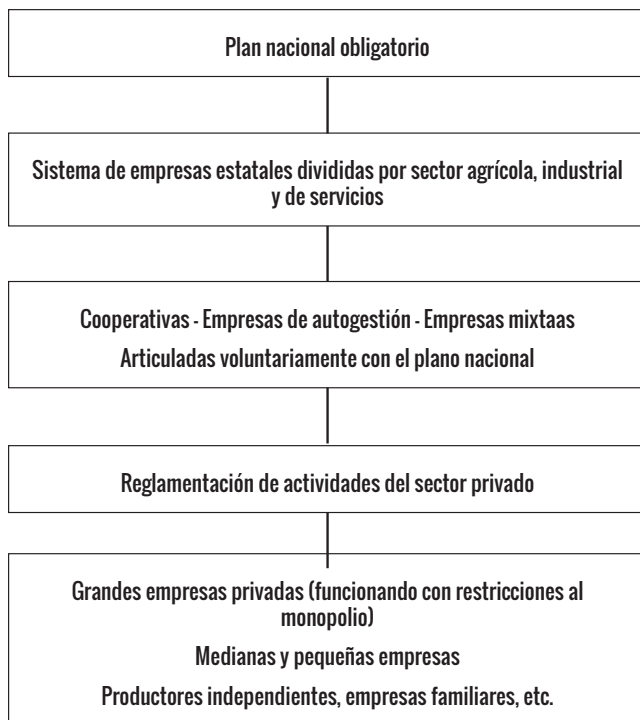 Plan nacional obligatorio
Sistema de empresas estatales divididas por sector agrícola, industrial
y de servicios
Cooperativas - Empresas de autogestión - Empresas mixtaas
Articuladas voluntariamente con el plano nacional
Reglamentación de actividades del sector privado
Grandes empresas privadas (funcionando con restricciones al
monopolio)
Medianas y pequeñas empresas
Productores independientes, empresas familiares, etc.